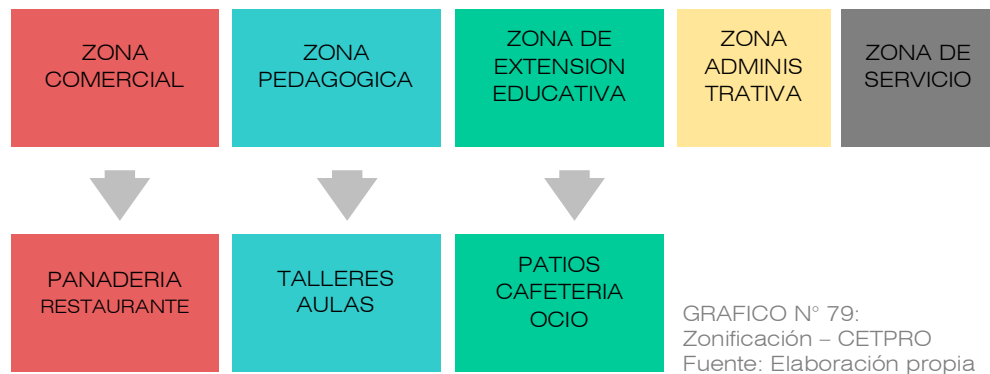 ZONA
COMERCIAL
ZONA
PEDAGOGICA
ZONA DE
EXTENSION
EDUCATIVA
ZONA
ADMINIS
TRATIVA
ZONA DE
SERVICIO
PANADERIA
RESTAURANTE
TALLERES
AULAS
PATIOS
CAFETERIA
OCIO
GRAFICO N° 79:
Zonificación – CETPRO
Fuente: Elaboración propia